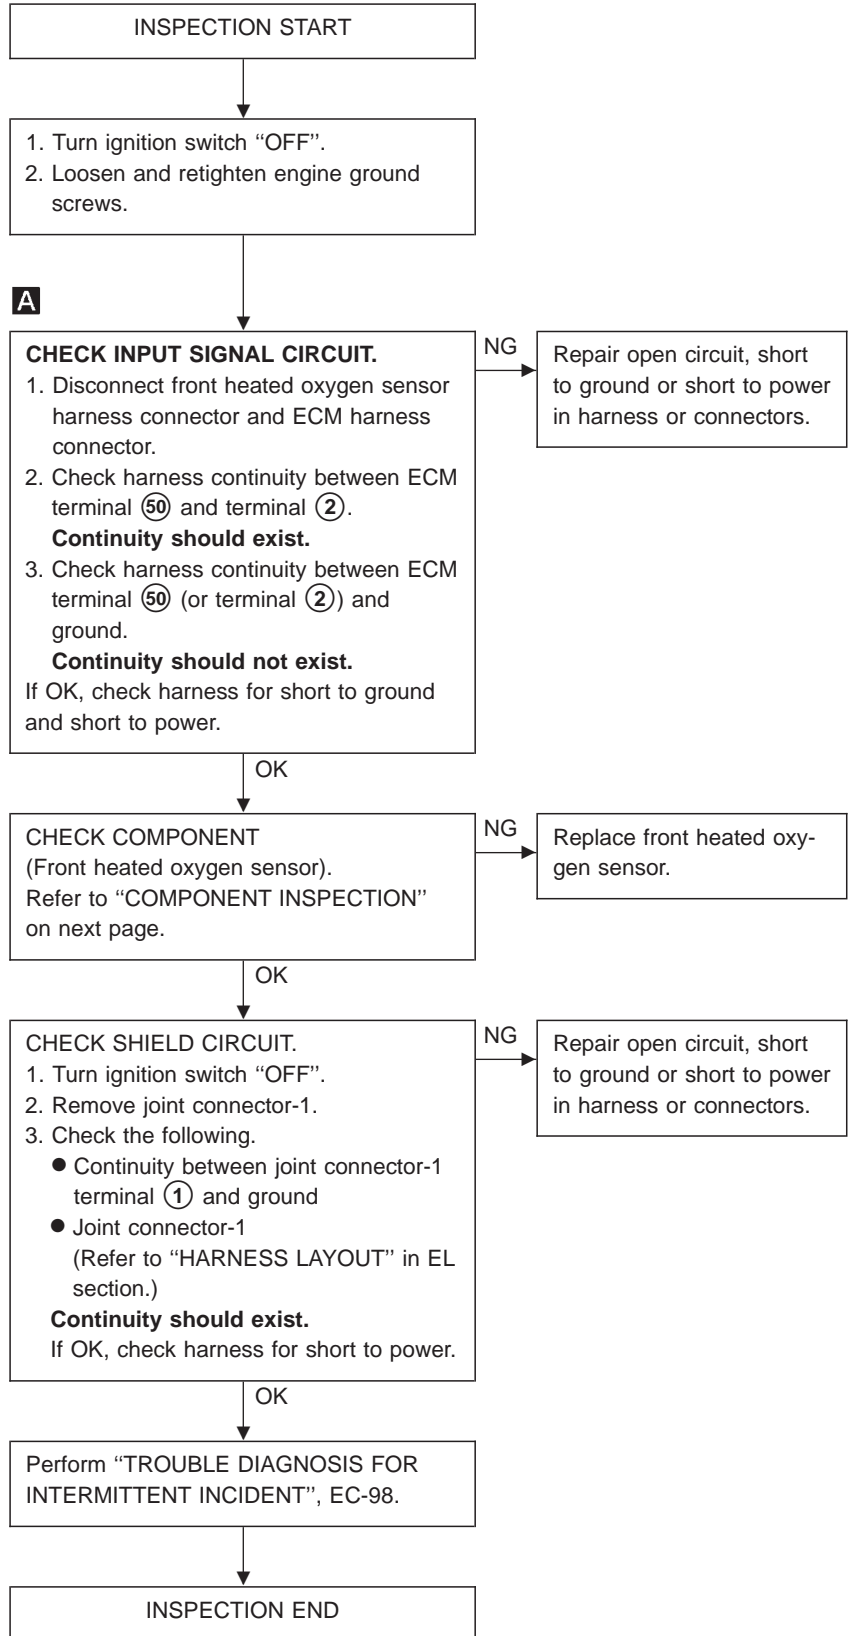 INSPECTION START
1. Turn ignition switch “OFF”.
2. Loosen and retighten engine ground
screws.
A
CHECK INPUT SIGNAL CIRCUIT.
1. Disconnect front heated oxygen sensor
harness connector and ECM harness
connector.
2. Check harness continuity between ECM
terminal 50 and terminal 2.
Continuity should exist.
3. Check harness continuity between ECM
terminal 50 (or terminal 2) and
ground.
Continuity should not exist.
If OK, check harness for short to ground
and short to power.
NG
Repair open circuit, short
to ground or short to power
in harness or connectors.
OK
CHECK COMPONENT
(Front heated oxygen sensor).
Refer to “COMPONENT INSPECTION”
on next page.
NG
Replace front heated oxy-
gen sensor.
OK
CHECK SHIELD CIRCUIT.
1. Turn ignition switch “OFF”.
2. Remove joint connector-1.
3. Check the following.
● Continuity between joint connector-1
terminal 1 and ground
● Joint connector-1
(Refer to “HARNESS LAYOUT” in EL
section.)
Continuity should exist.
If OK, check harness for short to power.
NG
Repair open circuit, short
to ground or short to power
in harness or connectors.
OK
Perform “TROUBLE DIAGNOSIS FOR
INTERMITTENT INCIDENT”, EC-98.
INSPECTION END